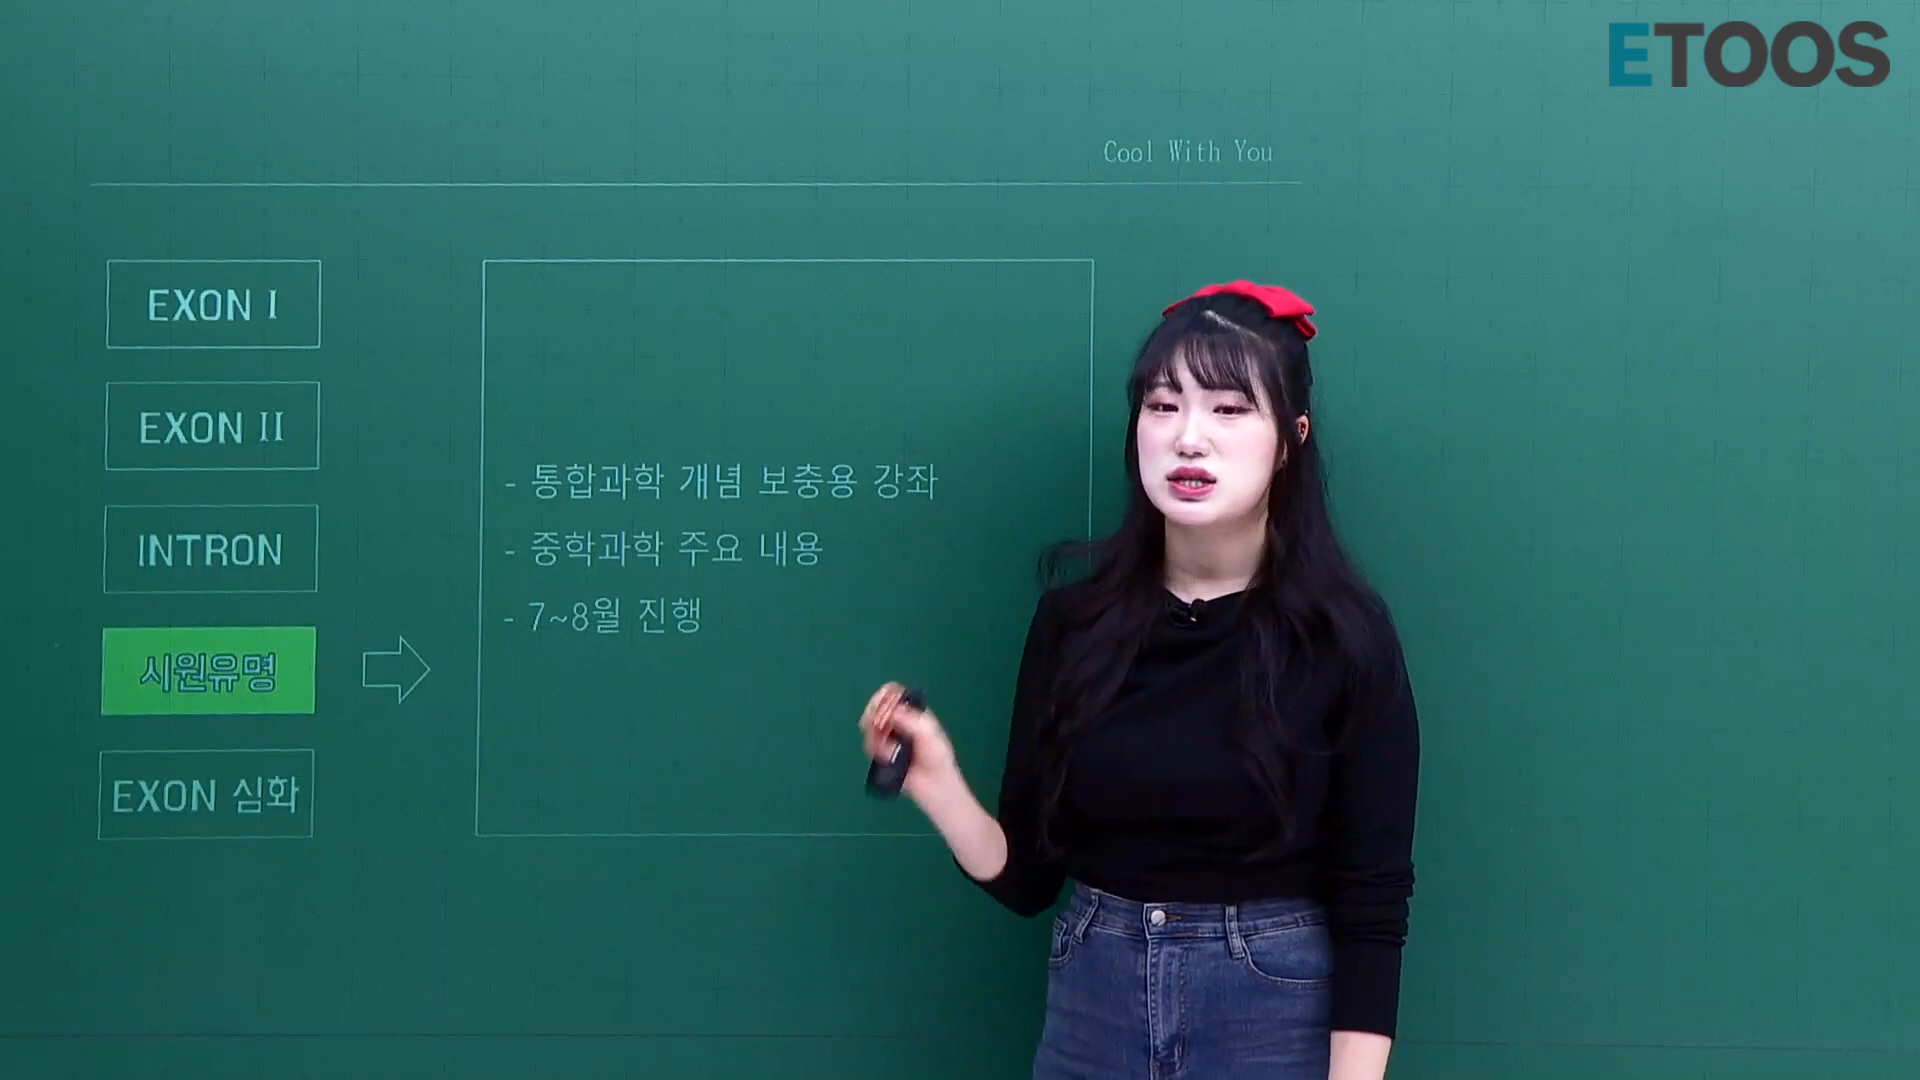 ETOOS
Cool With You
EXON I
EXON II
INTRON
시원유명
EXON 심화
- 통합과학 개념 보충용 강좌
- 중학과학 주요 내용
- 7~8월 진행